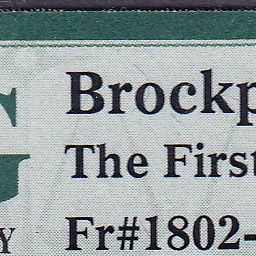 Brockp
The First
Fr#1802-
G
Y